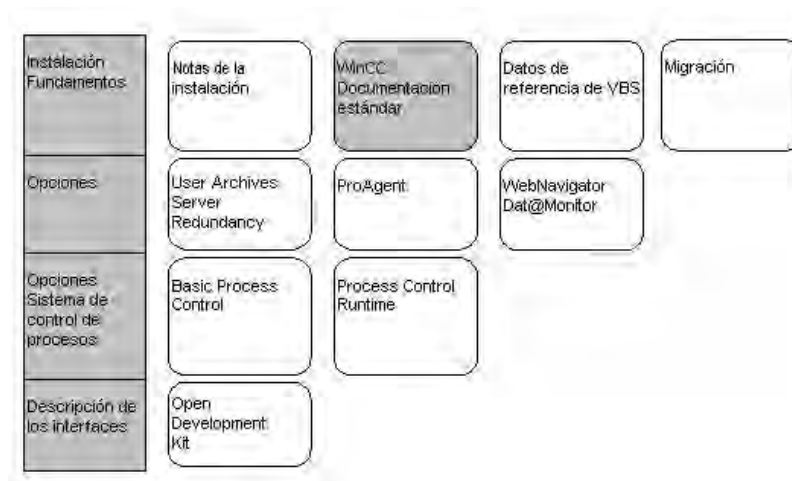 Instalación
Fundamentos
Notas de la
instalación
WinCC
Documentacion
estándar
Datos de
referencia de VBS
Migración
Opciones
User Archives
Server
Redundancy
ProAgent
WebNavigator
Dat@Monitor
Opciones
Sistema de
control de
procesos
Basic Process
Control
Process Control
Runtime
Descripción de
los interfaces
Open
Development
Kit